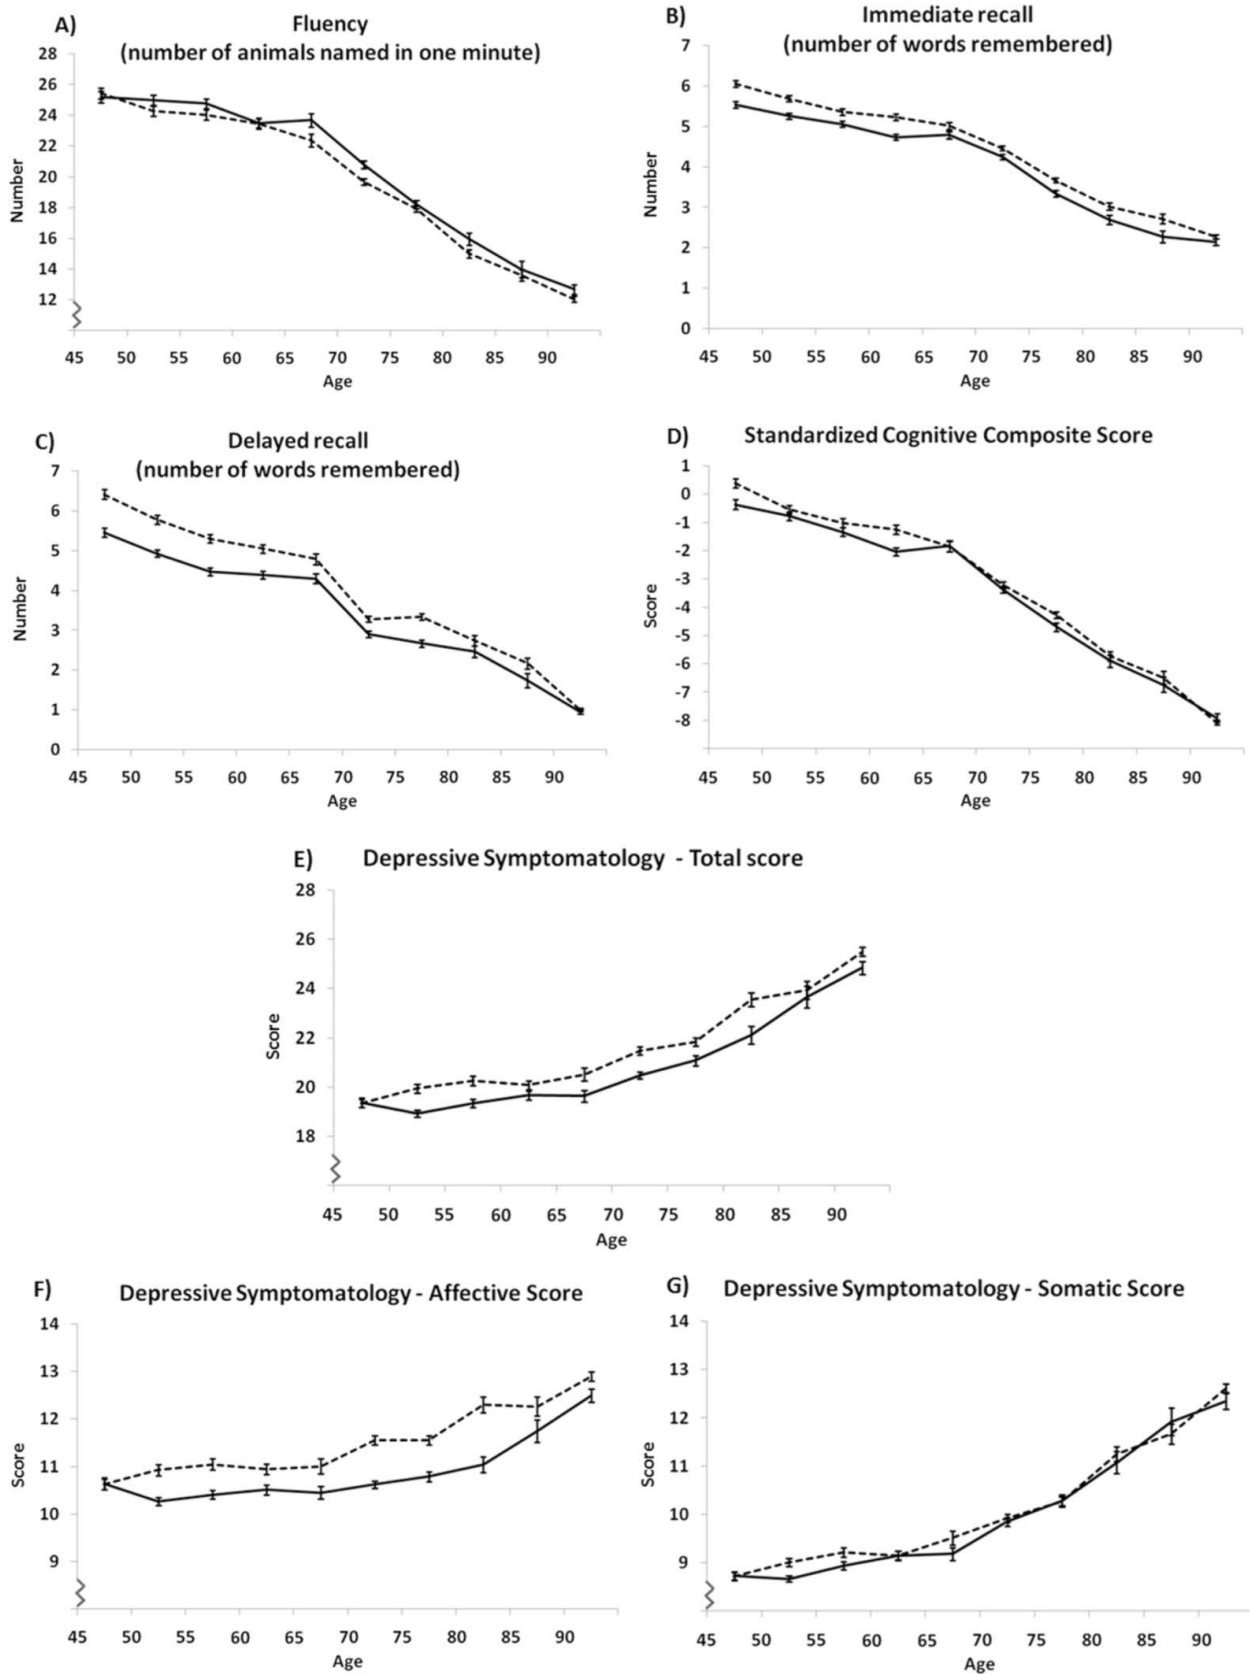 A)
Fluency
(number of animals named in one minute)
28
26
24
22
20
18
16
14
12
Number
45 50 55 60 65 70 75 80 85 90
Age
B)
Immediate recall
(number of words remembered)
7
6
5
4
3
2
1
0
Number
45 50 55 60 65 70 75 80 85 90
Age
C)
Delayed recall
(number of words remembered)
7
6
5
4
3
2
1
0
Number
45 50 55 60 65 70 75 80 85 90
Age
D)
Standardized Cognitive Composite Score
1
0
-1
-2
-3
-4
-5
-6
-7
-8
Score
45 50 55 60 65 70 75 80 85 90
Age
E)
Depressive Symptomatology - Total score
28
26
24
22
20
18
Score
45 50 55 60 65 70 75 80 85 90
Age
F)
Depressive Symptomatology - Affective Score
14
13
12
11
10
9
Score
45 50 55 60 65 70 75 80 85 90
Age
G)
Depressive Symptomatology - Somatic Score
14
13
12
11
10
9
Score
45 50 55 60 65 70 75 80 85 90
Age